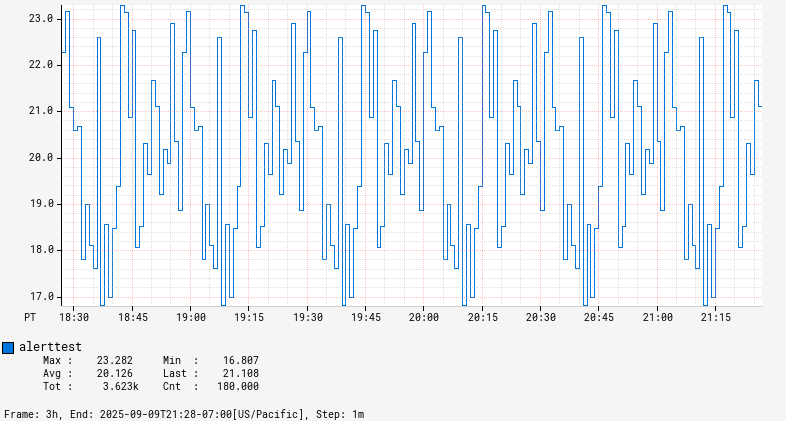 23.0
22.0
21.0
20.0
19.0
18.0
17.0
PT 18:30 18:45 19:00 19:15 19:30 19:45 20:00 20:15 20:30 20:45 21:00 21:15
alerttest
Max : 23.282 Min : 16.807
Avg : 20.126 Last : 21.108
Tot : 3.623k Cnt : 180.000
Frame: 3h, End: 2025-09-09T21:28-07:00[US/Pacific], Step: 1m